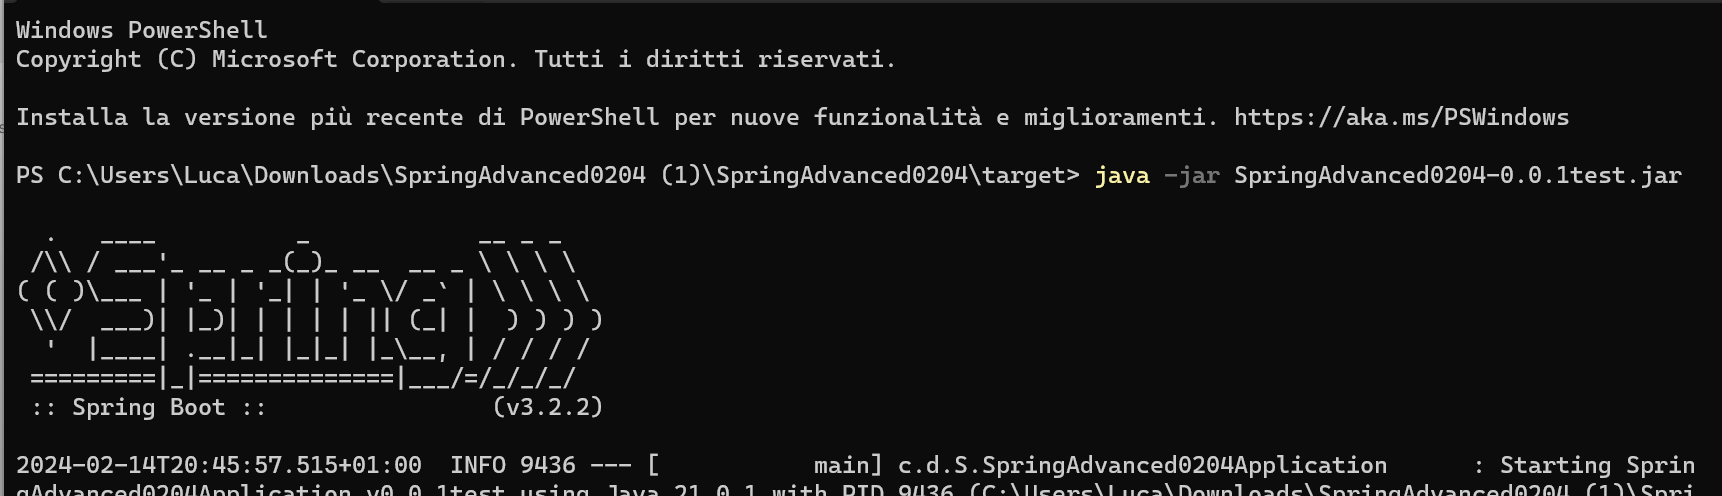 Windows PowerShell
Copyright (C) Microsoft Corporation. Tutti i diritti riservati.
Installa la versione più recente di PowerShell per nuove funzionalità e miglioramenti. https://aka.ms/PSWindows
PS C:\Users\Luca\Downloads\SpringAdvanced0204 (1)\SpringAdvanced0204\target> java -jar SpringAdvanced0204-0.0.1test.jar
  .   ____          _            __ _ _
 /\\ / ___'_ __ _ _(_)_ __  __ _ \ \ \ \
( ( )\___ | '_ | '_| | '_ \/ _` | \ \ \ \
 \\/  ___)| |_)| | | | | || (_| |  ) ) ) )
  '  |____| .__|_| |_|_| |_\__, | / / / /
 =========|_|==============|___/=/_/_/_/
 :: Spring Boot ::                (v3.2.2)
2024-02-14T20:45:57.515+01:00  INFO 9436 --- [           main] c.d.S.SpringAdvanced0204Application      : Starting Sprin
gAdvanced0204Application v0.0.1test using Java 21.0.1 with PID 9436 (C:\Users\Luca\Downloads\SpringAdvanced0204 (1)\Spri